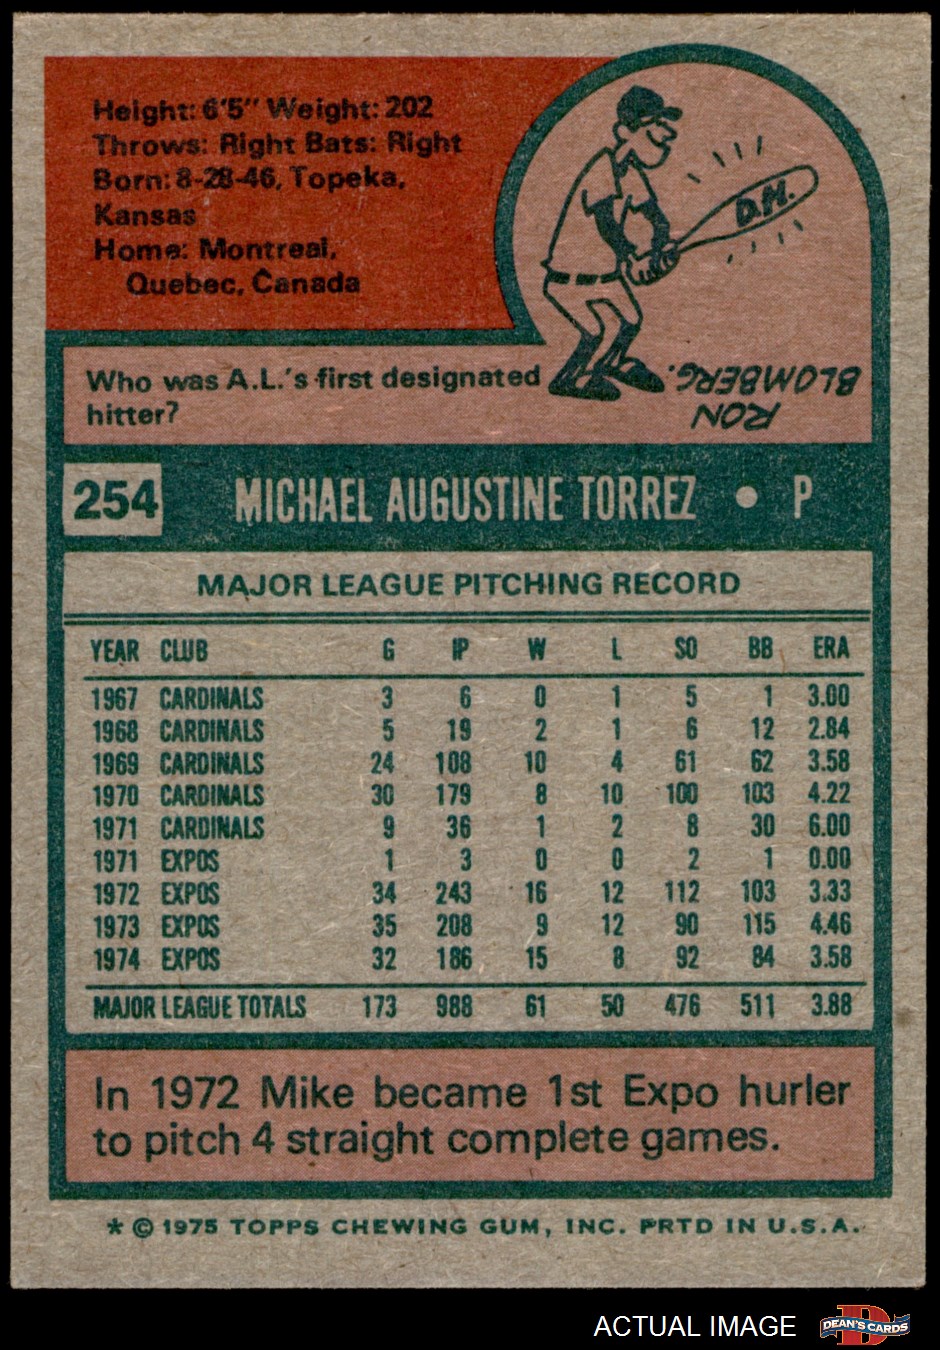 Height: 6'5" Weight: 202
Throws: Right Bats: Right
Born: 8-28-46, Topeka,
Kansas
Home: Montreal,
Quebec, Canada
D.H.
Who was A.L.'s first designated
hitter?
RON
BLOMBERG.
254 MICHAEL AUGUSTINE TORREZ • P
MAJOR LEAGUE PITCHING RECORD
YEAR CLUB G IP W L SO BB ERA
1967 CARDINALS 3 6 0 1 5 1 3.00
1968 CARDINALS 5 19 2 1 6 12 2.84
1969 CARDINALS 24 108 10 4 61 62 3.58
1970 CARDINALS 30 179 8 10 100 103 4.22
1971 CARDINALS 9 36 1 2 8 30 6.00
1971 EXPOS 1 3 0 0 2 1 0.00
1972 EXPOS 34 243 16 12 112 103 3.33
1973 EXPOS 35 208 9 12 90 115 4.46
1974 EXPOS 32 186 15 8 92 84 3.58
MAJOR LEAGUE TOTALS 173 988 61 50 476 511 3.88
In 1972 Mike became 1st Expo hurler
to pitch 4 straight complete games.
* © 1975 TOPPS CHEWING GUM, INC. PRTD IN U.S.A.
ACTUAL IMAGE
D
DEAN'S CARDS